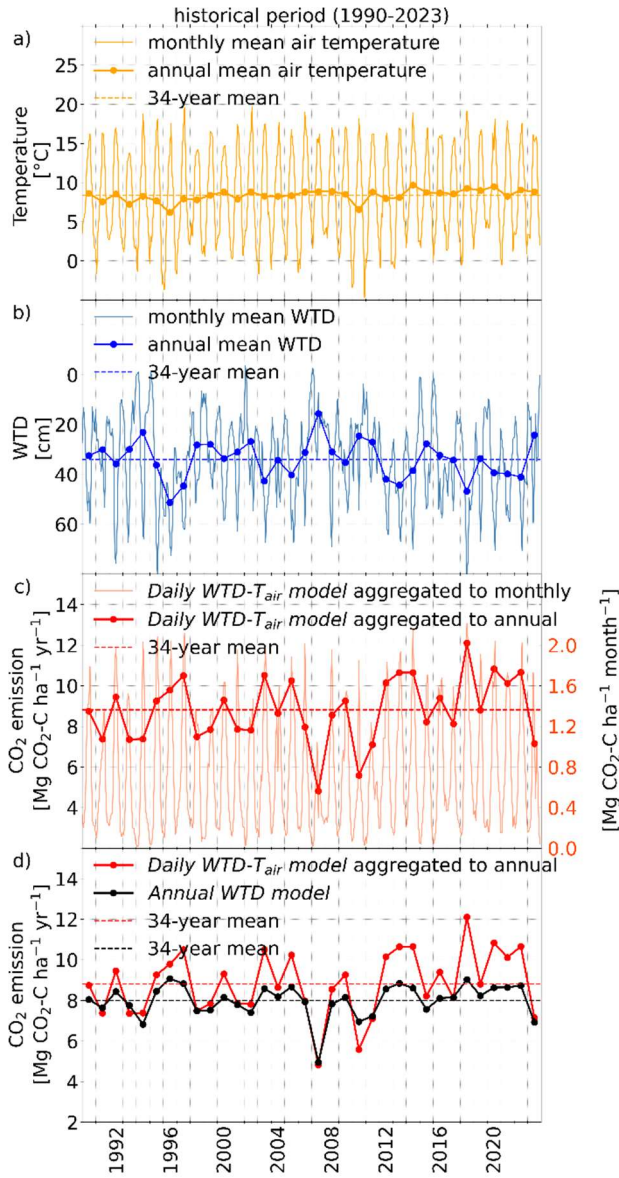 historical period (1990-2023)
a)
monthly mean air temperature
annual mean air temperature
34-year mean
25
20
15
10
5
0
Temperature
[°C]
b)
monthly mean WTD
annual mean WTD
34-year mean
0
20
40
60
WTD
[cm]
c)
Daily WTD-Tair model aggregated to monthly
Daily WTD-Tair model aggregated to annual
34-year mean
14
12
10
8
6
4
CO2 emission
[Mg CO2-C ha−1 yr−1]
2.0
1.6
1.2
0.8
0.4
0.0
[Mg CO2-C ha−1 month−1]
d)
Daily WTD-Tair model aggregated to annual
Annual WTD model
34-year mean
34-year mean
14
12
10
8
6
4
2
CO2 emission
[Mg CO2-C ha−1 yr−1]
1992
1996
2000
2004
2008
2012
2016
2020